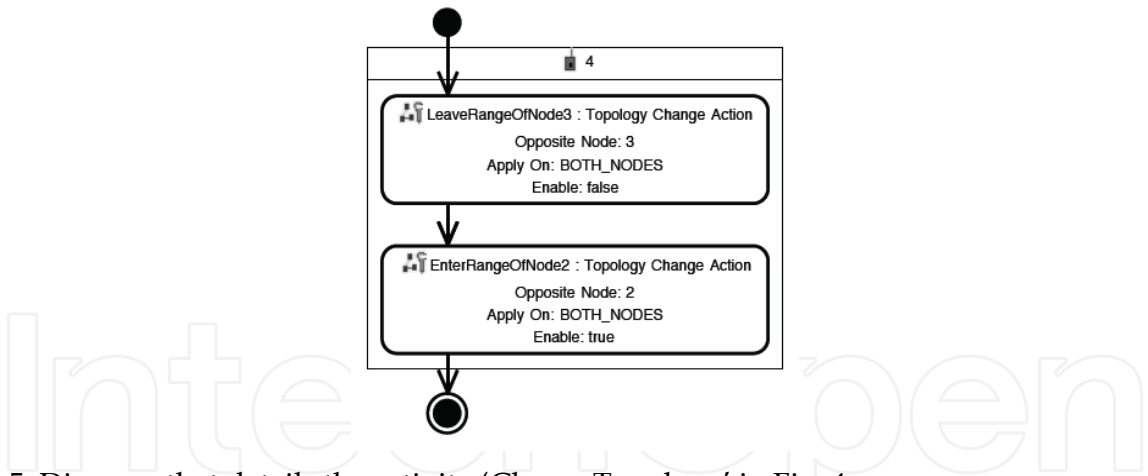 4
LeaveRangeOfNode3 : Topology Change Action
Opposite Node: 3
Apply On: BOTH_NODES
Enable: false
EnterRangeOfNode2 : Topology Change Action
Opposite Node: 2
Apply On: BOTH_NODES
Enable: true
IntechOpen